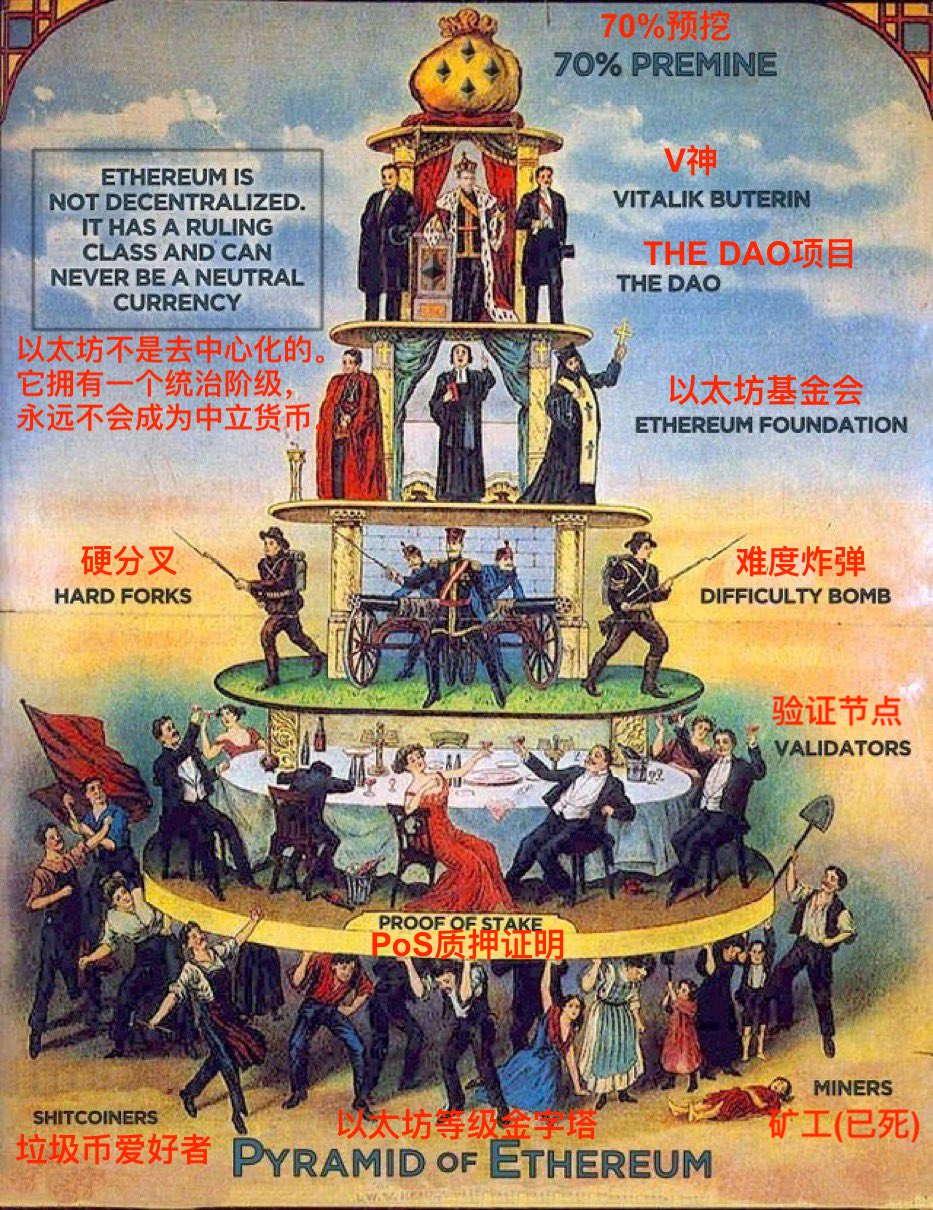 70%预挖
70% PREMINE
V神
VITALIK BUTERIN
THE DAO项目
THE DAO
ETHEREUM IS
NOT DECENTRALIZED.
IT HAS A RULING
CLASS AND CAN
NEVER BE A NEUTRAL
CURRENCY
以太坊不是去中心化的。
它拥有一个统治阶级,
永远不会成为中立货币。
以太坊基金会
ETHEREUM FOUNDATION
硬分叉
HARD FORKS
难度炸弹
DIFFICULTY BOMB
验证节点
VALIDATORS
PROOF OF STAKE
PoS质押证明
MINERS
矿工(已死)
SHITCOINERS
垃圾币爱好者
以太坊等级金字塔
PYRAMID OF ETHEREUM